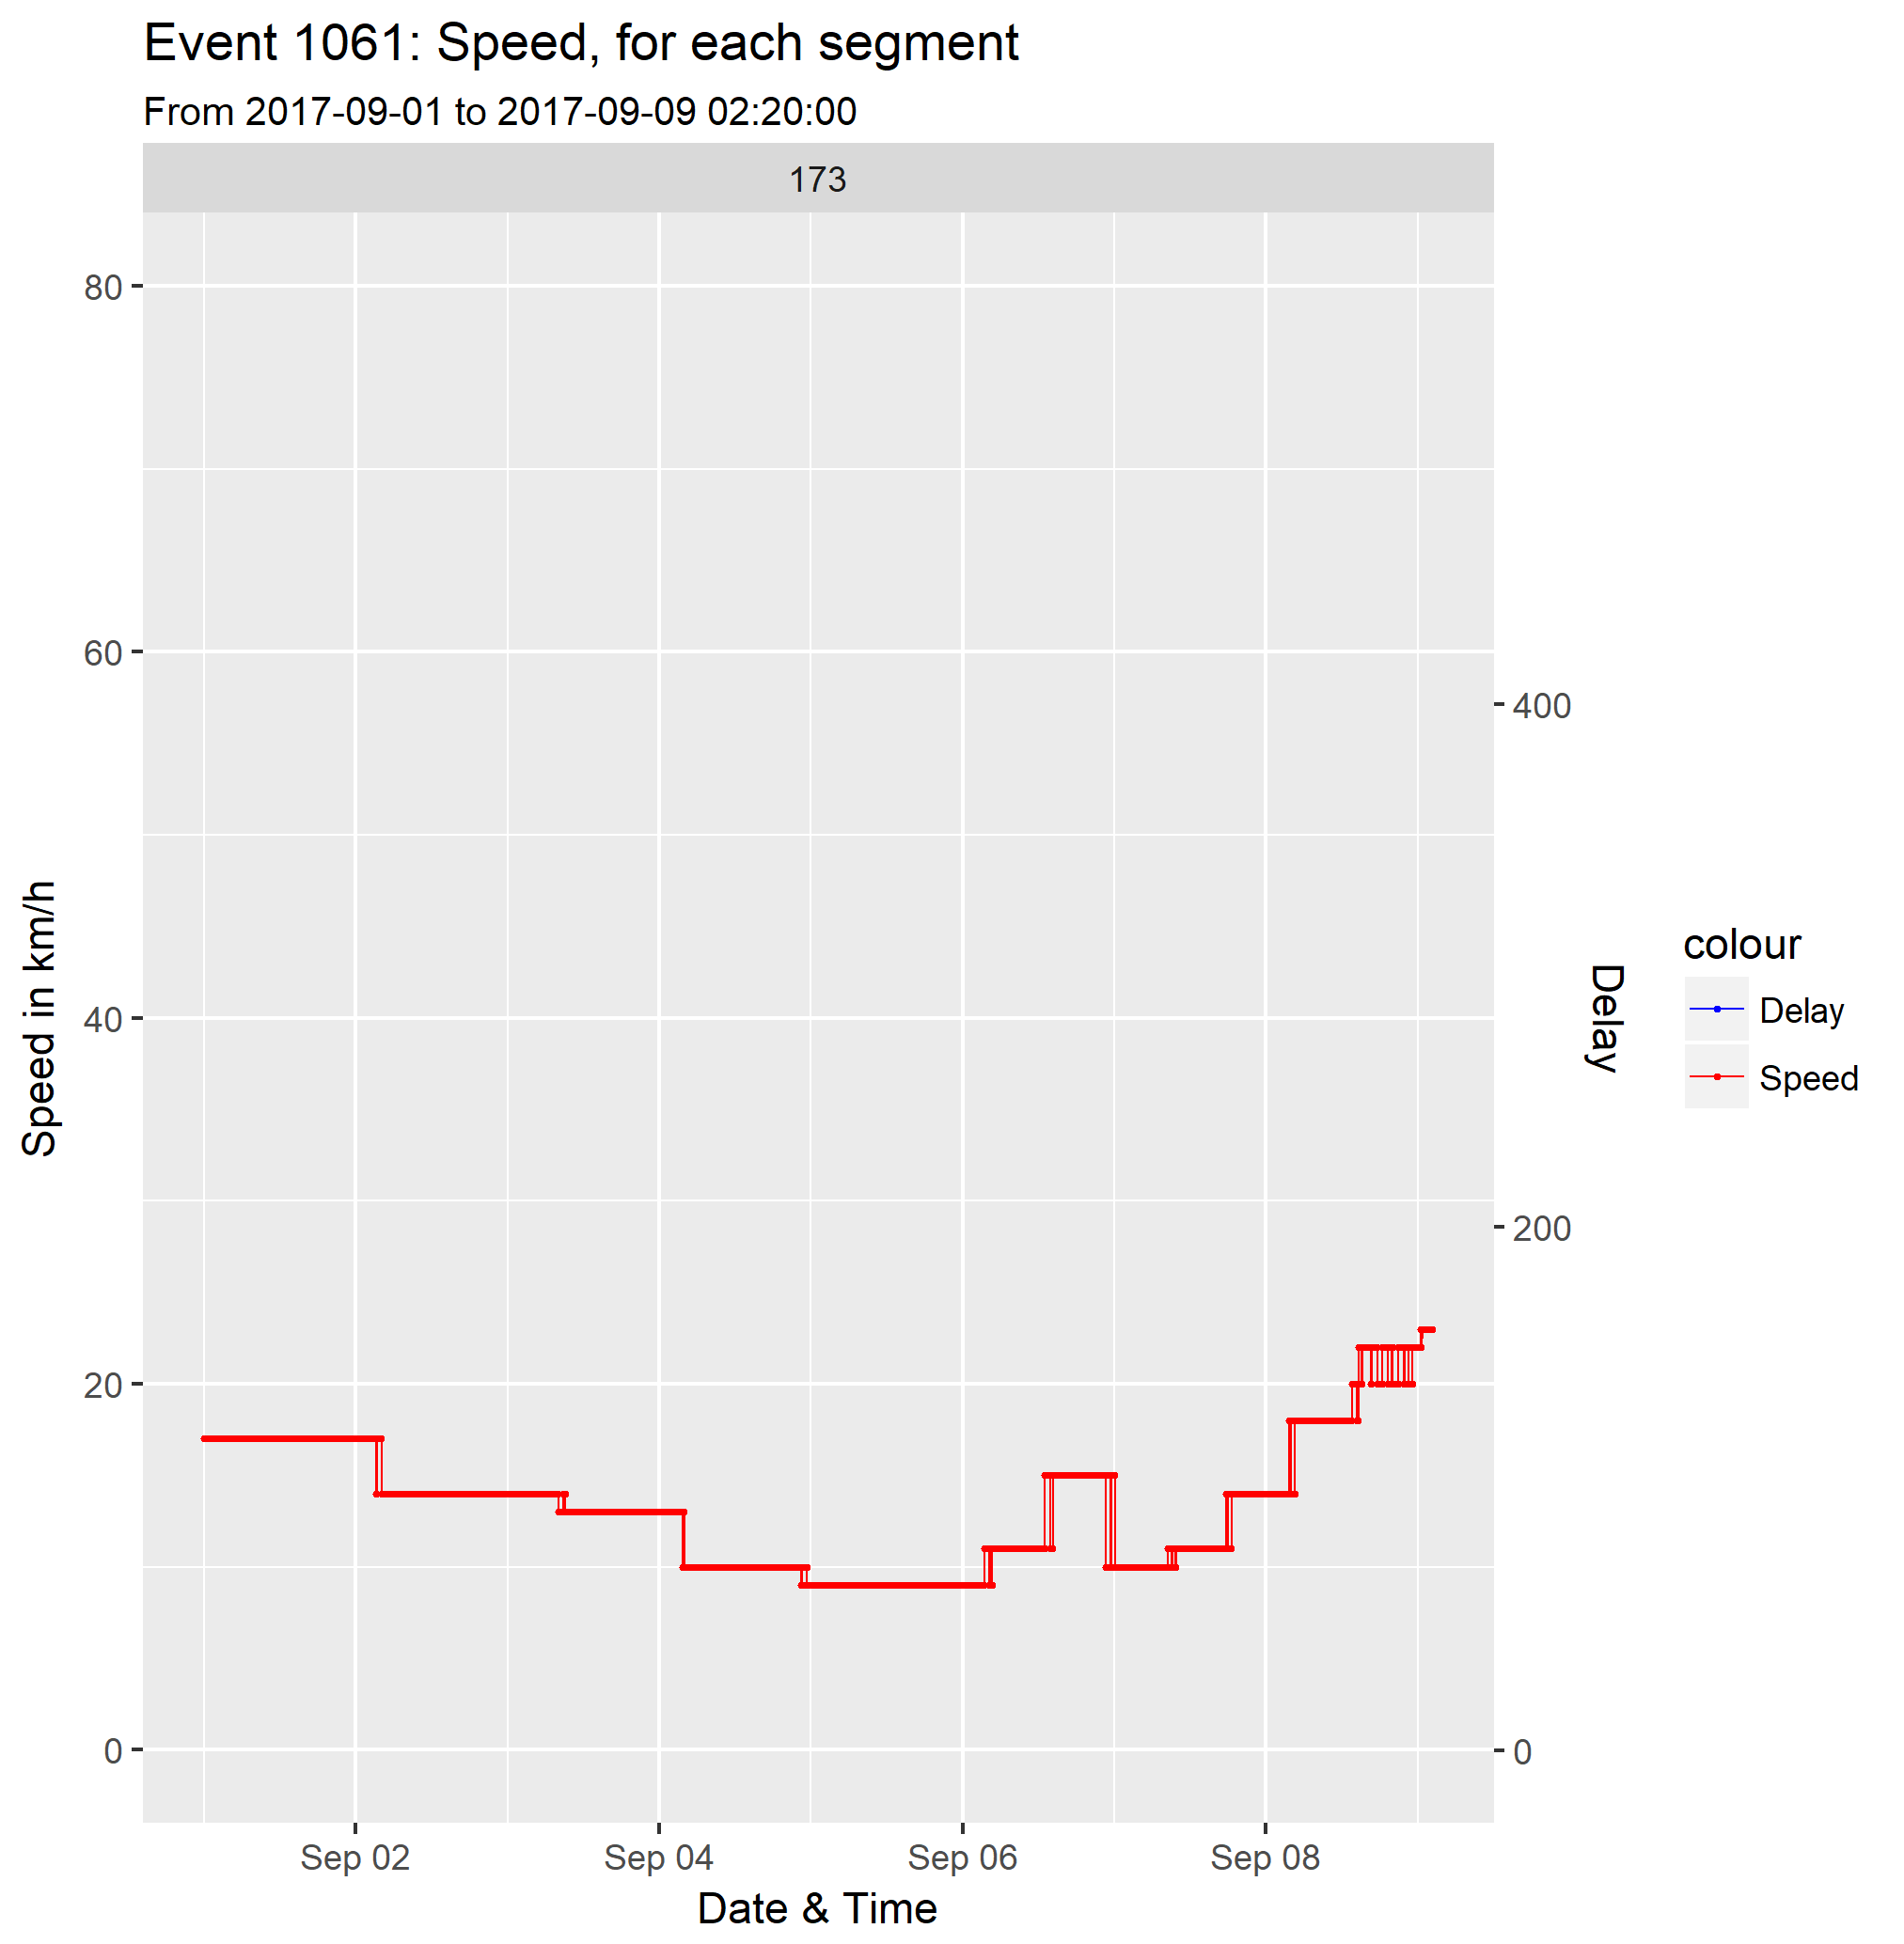 Event 1061: Speed, for each segment
From 2017-09-01 to 2017-09-09 02:20:00
173
80
60
40
20
0
Speed in km/h
400
200
0
Delay
colour
Delay
Speed
Sep 02
Sep 04
Sep 06
Sep 08
Date & Time